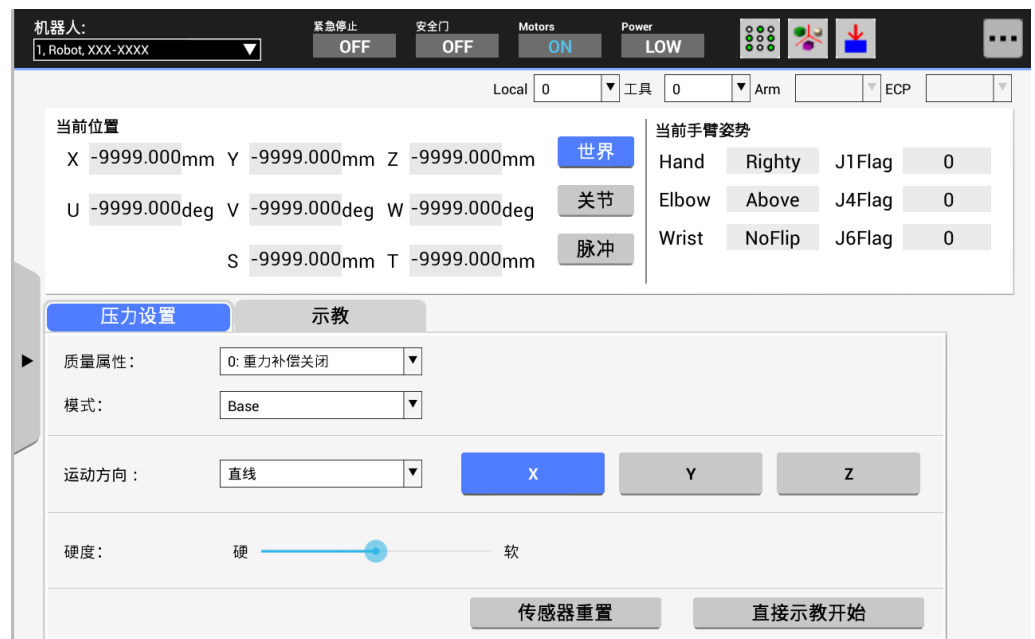 机器人: 紧急停止 安全门 Motors Power
1, Robot, XXX-XXXX OFF OFF ON LOW
Local 0 工具 0 Arm ECP
当前位置 当前手臂姿势
X -9999.000mm Y -9999.000mm Z -9999.000mm 世界 Hand Righty J1Flag 0
U -9999.000deg V -9999.000deg W -9999.000deg 关节 Elbow Above J4Flag 0
S -9999.000mm T -9999.000mm 脉冲 Wrist NoFlip J6Flag 0
压力设置 示教
质量属性: 0: 重力补偿关闭
模式: Base
运动方向 : 直线 X Y Z
硬度: 硬 软
传感器重置 直接示教开始